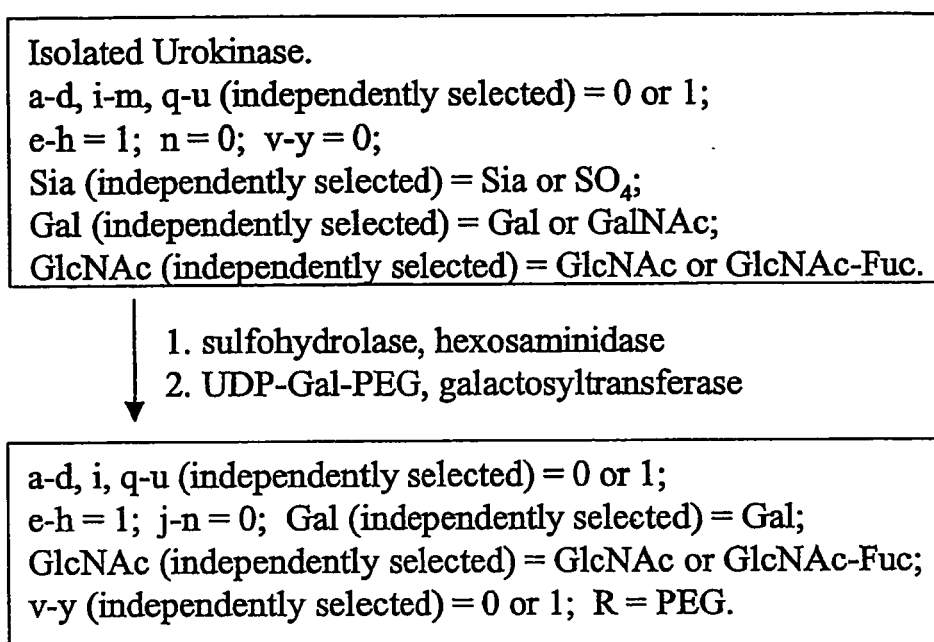 Isolated Urokinase.
a-d, i-m, q-u (independently selected) = 0 or 1;
e-h = 1; n = 0; v-y = 0;
Sia (independently selected) = Sia or SO₄;
Gal (independently selected) = Gal or GalNAc;
GlcNAc (independently selected) = GlcNAc or GlcNAc-Fuc.
1. sulfohydrolase, hexosaminidase
2. UDP-Gal-PEG, galactosyltransferase
a-d, i, q-u (independently selected) = 0 or 1;
e-h = 1; j-n = 0; Gal (independently selected) = Gal;
GlcNAc (independently selected) = GlcNAc or GlcNAc-Fuc;
v-y (independently selected) = 0 or 1; R = PEG.